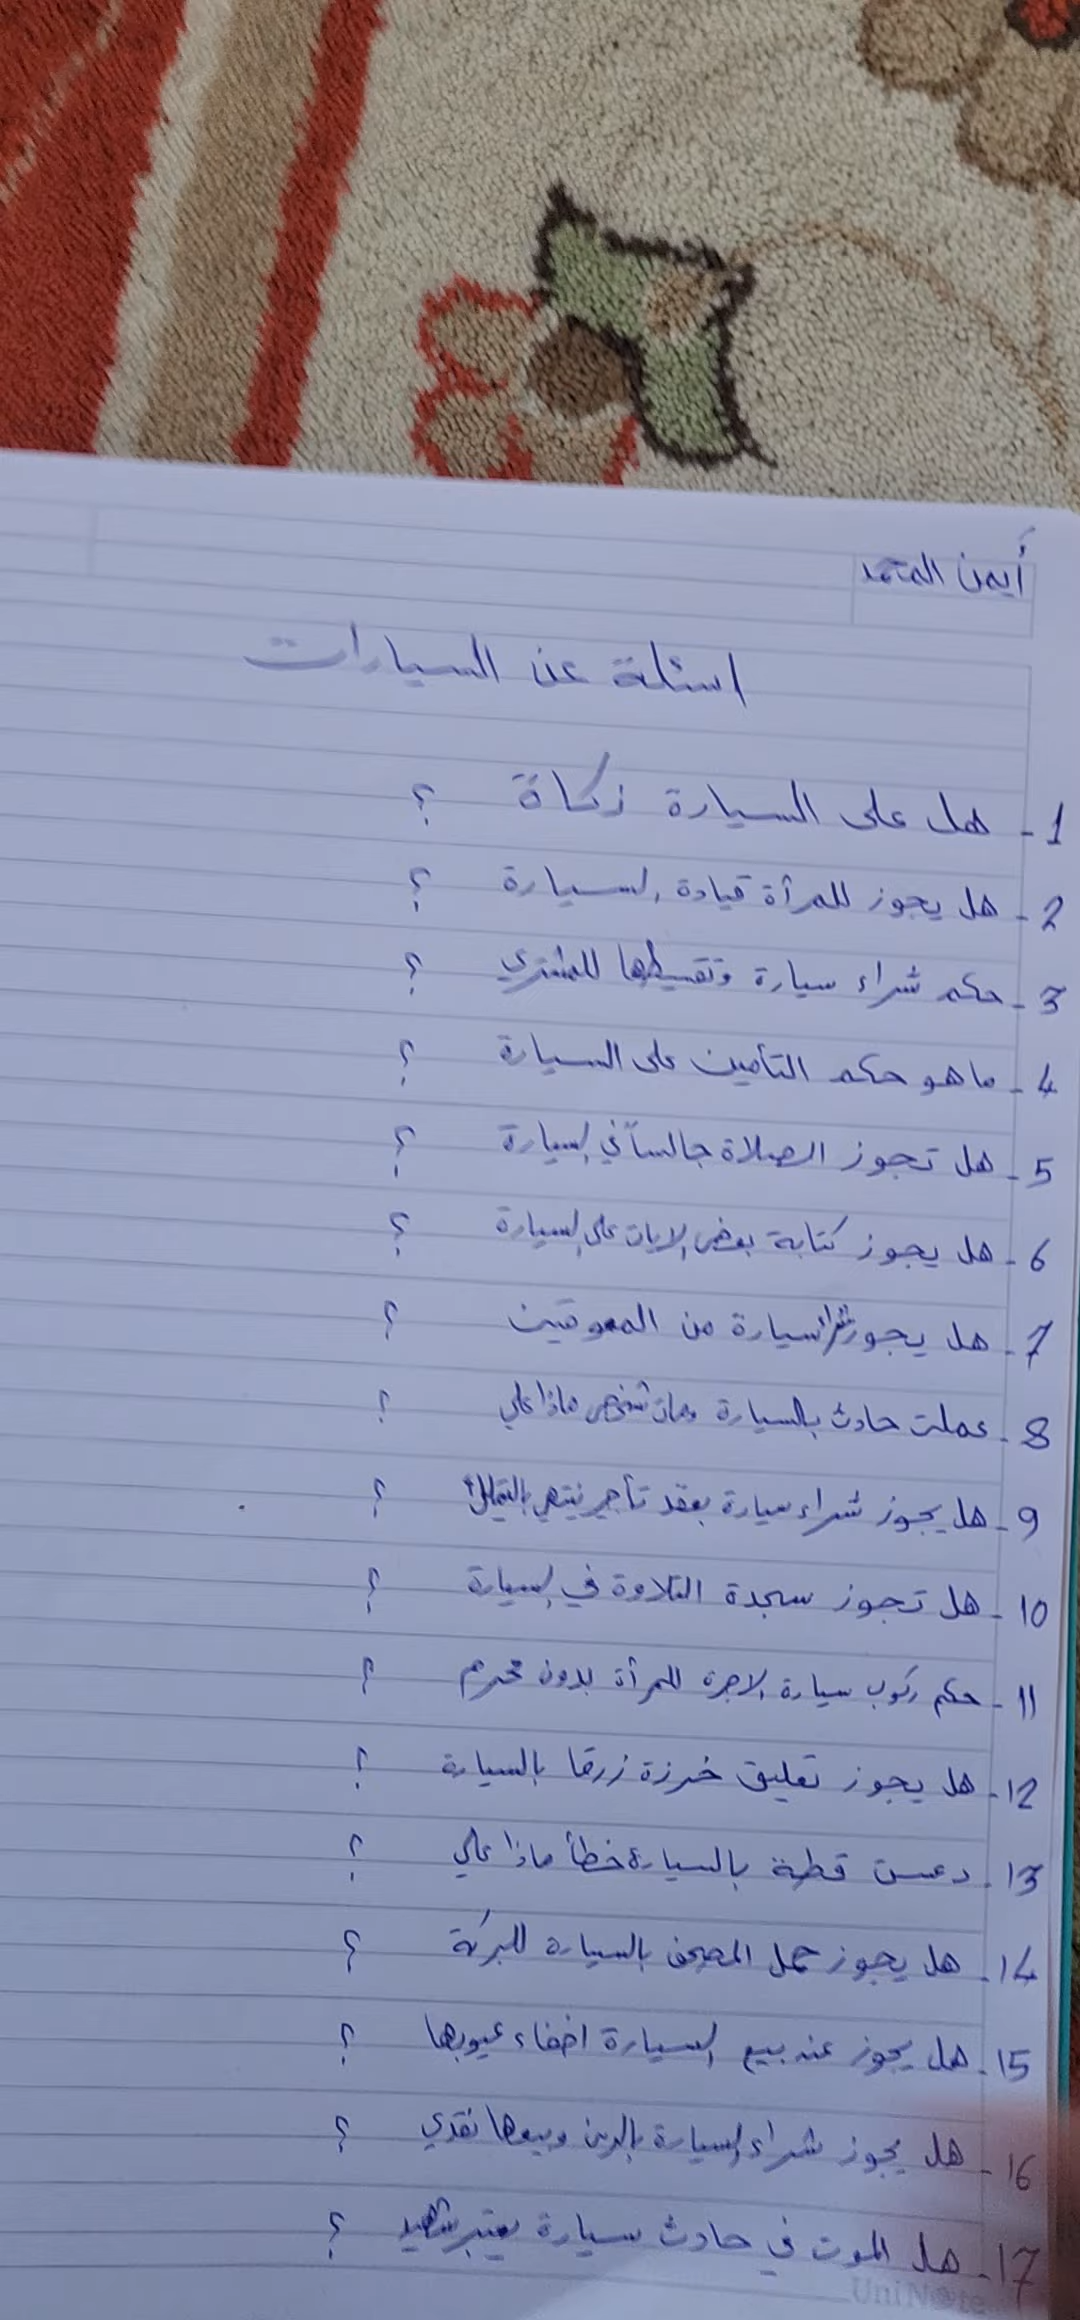 أيمن المتحمد
اسئلة عن السيارات
1- هل على السيارة زكاة ؟
2- هل يجوز للمرأة قيادة السيارة ؟
3- حكم شراء سيارة وتقسيطها للمشتري ؟
4- ما هو حكم التأمين على السيارة ؟
5- هل تجوز الصلاة جالساً في السيارة ؟
6- هل يجوز كتابة بعض الايات على السيارة ؟
7- هل يجوز شراء سيارة من المعوقين ؟
8- عملت حادث بالسيارة ومات شخص ماذا علي ؟
9- هل يجوز شراء سيارة بعقد تأجير ينتهي بالتمليك ؟
10- هل تجوز سجدة التلاوة في السيارة ؟
11- حكم ركوب سيارة الاجرة للمرأة بدون محرم ؟
12- هل يجوز تعليق خرزة زرقا بالسيارة ؟
13- دعست قطة بالسيارة خطأ ماذا علي ؟
14- هل يجوز حمل المصحف بالسيارة للبركة ؟
15- هل يجوز عند بيع السيارة اخفاء عيوبها ؟
16- هل يجوز شراء السيارة بالدين وبيعها نقدي ؟
17- هل الموت في حادث سيارة يعتبر شهيد ؟
UniNote